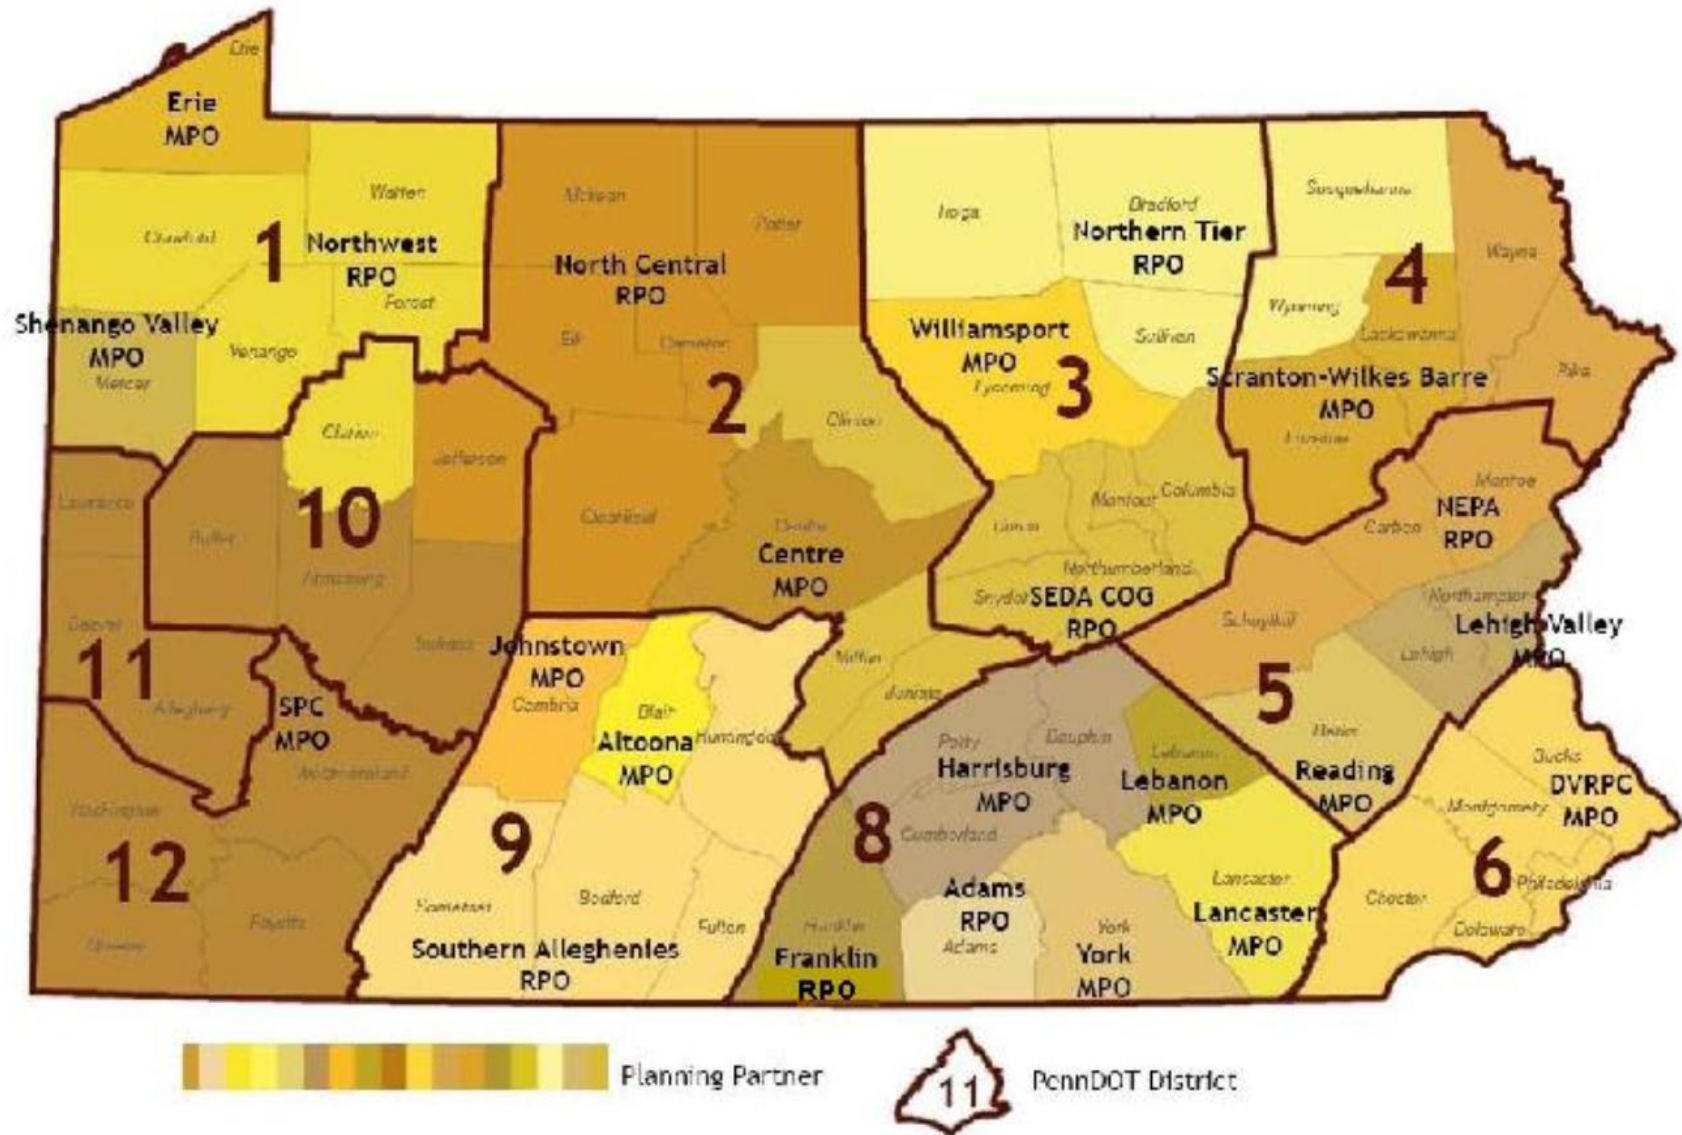 Erie
Erie
MPO
Warren
Crawford
1
Northwest
RPO
Forest
Shenango Valley
MPO
Mercer
Venango
McKean
Potter
North Central
RPO
Elk
Cameron
2
Clinton
Clearfield
Centre
Centre
MPO
Tioga
Bradford
Northern Tier
RPO
Williamsport
MPO
Lycoming
3
Sullivan
Susquehanna
Wayne
4
Wyoming
Lackawanna
Scranton-Wilkes Barre
MPO
Luzerne
Pike
Clarion
Jefferson
10
Butler
Armstrong
Indiana
Lawrence
Beaver
11
Allegheny
SPC
MPO
Westmoreland
Washington
12
Fayette
Greene
Union
Montour
Columbia
Northumberland
Snyder
SEDA COG
RPO
Monroe
NEPA
RPO
Carbon
Schuylkill
Northampton
Lehigh Valley
MPO
Lehigh
5
Berks
Reading
MPO
Johnstown
MPO
Cambria
Blair
Altoona
MPO
Huntingdon
Mifflin
Juniata
9
Somerset
Bedford
Fulton
Southern Alleghenies
RPO
Perry
Dauphin
Harrisburg
MPO
Lebanon
Lebanon
MPO
8
Cumberland
Adams
RPO
Adams
Franklin
Franklin
RPO
York
York
MPO
Lancaster
Lancaster
MPO
Bucks
DVRPC
MPO
Montgomery
6
Philadelphia
Chester
Delaware
Planning Partner
11
PennDOT District